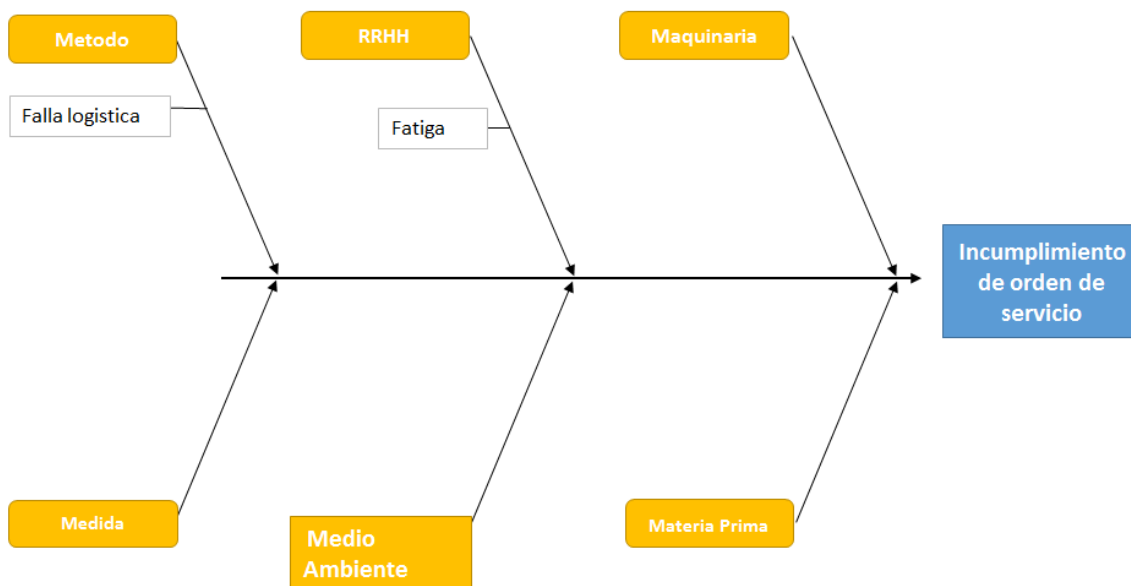 Metodo
RRHH
Maquinaria
Falla logistica
Fatiga
Incumplimiento
de orden de
servicio
Medida
Medio
Ambiente
Materia Prima